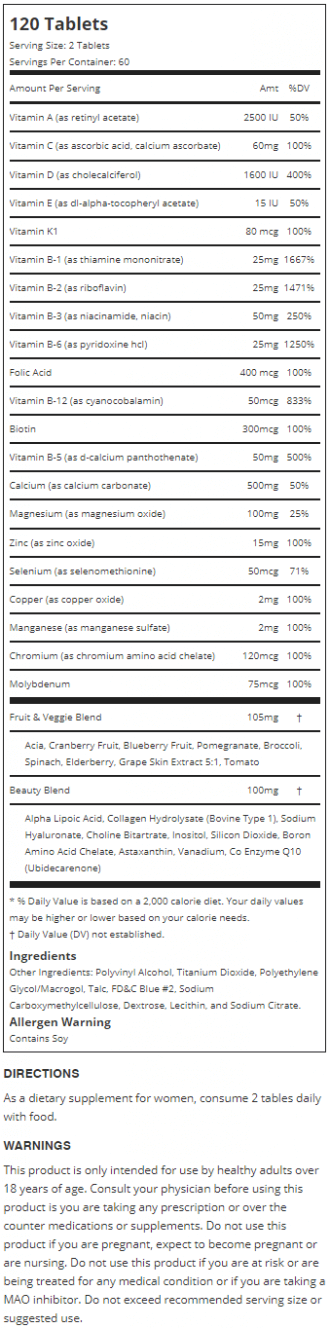 120 Tablets
Serving Size: 2 Tablets
Servings Per Container: 60
Amount Per Serving Amt %DV
Vitamin A (as retinyl acetate) 2500 IU 50%
Vitamin C (as ascorbic acid, calcium ascorbate) 60mg 100%
Vitamin D (as cholecalciferol) 1600 IU 400%
Vitamin E (as dl-alpha-tocopheryl acetate) 15 IU 50%
Vitamin K1 80 mcg 100%
Vitamin B-1 (as thiamine mononitrate) 25mg 1667%
Vitamin B-2 (as riboflavin) 25mg 1471%
Vitamin B-3 (as niacinamide, niacin) 50mg 250%
Vitamin B-6 (as pyridoxine hcl) 25mg 1250%
Folic Acid 400 mcg 100%
Vitamin B-12 (as cyanocobalamin) 50mcg 833%
Biotin 300mcg 100%
Vitamin B-5 (as d-calcium panthothenate) 50mg 500%
Calcium (as calcium carbonate) 500mg 50%
Magnesium (as magnesium oxide) 100mg 25%
Zinc (as zinc oxide) 15mg 100%
Selenium (as selenomethionine) 50mcg 71%
Copper (as copper oxide) 2mg 100%
Manganese (as manganese sulfate) 2mg 100%
Chromium (as chromium amino acid chelate) 120mcg 100%
Molybdenum 75mcg 100%
Fruit & Veggie Blend 105mg †
Acia, Cranberry Fruit, Blueberry Fruit, Pomegranate, Broccoli,
Spinach, Elderberry, Grape Skin Extract 5:1, Tomato
Beauty Blend 100mg †
Alpha Lipoic Acid, Collagen Hydrolysate (Bovine Type 1), Sodium
Hyaluronate, Choline Bitartrate, Inositol, Silicon Dioxide, Boron
Amino Acid Chelate, Astaxanthin, Vanadium, Co Enzyme Q10
(Ubidecarenone)
* % Daily Value is based on a 2,000 calorie diet. Your daily values
may be higher or lower based on your calorie needs.
† Daily Value (DV) not established.
Ingredients
Other Ingredients: Polyvinyl Alcohol, Titanium Dioxide, Polyethylene
Glycol/Macrogol, Talc, FD&C Blue #2, Sodium
Carboxymethylcellulose, Dextrose, Lecithin, and Sodium Citrate.
Allergen Warning
Contains Soy
DIRECTIONS
As a dietary supplement for women, consume 2 tables daily
with food.
WARNINGS
This product is only intended for use by healthy adults over
18 years of age. Consult your physician before using this
product is you are taking any prescription or over the
counter medications or supplements. Do not use this
product if you are pregnant, expect to become pregnant or
are nursing. Do not use this product if you are at risk or are
being treated for any medical condition or if you are taking a
MAO inhibitor. Do not exceed recommended serving size or
suggested use.